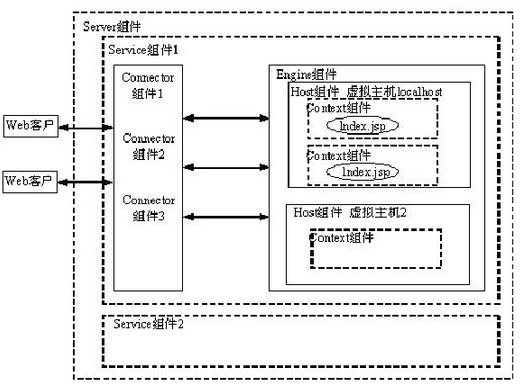 Server组件
Service组件1
Connector
组件1
Engine组件
Host组件 虚拟主机localhost
Context组件
Index.jsp
Web客户
Connector
组件2
Context组件
Index.jsp
Web客户
Connector
组件3
Host组件 虚拟主机2
Context组件
Service组件2